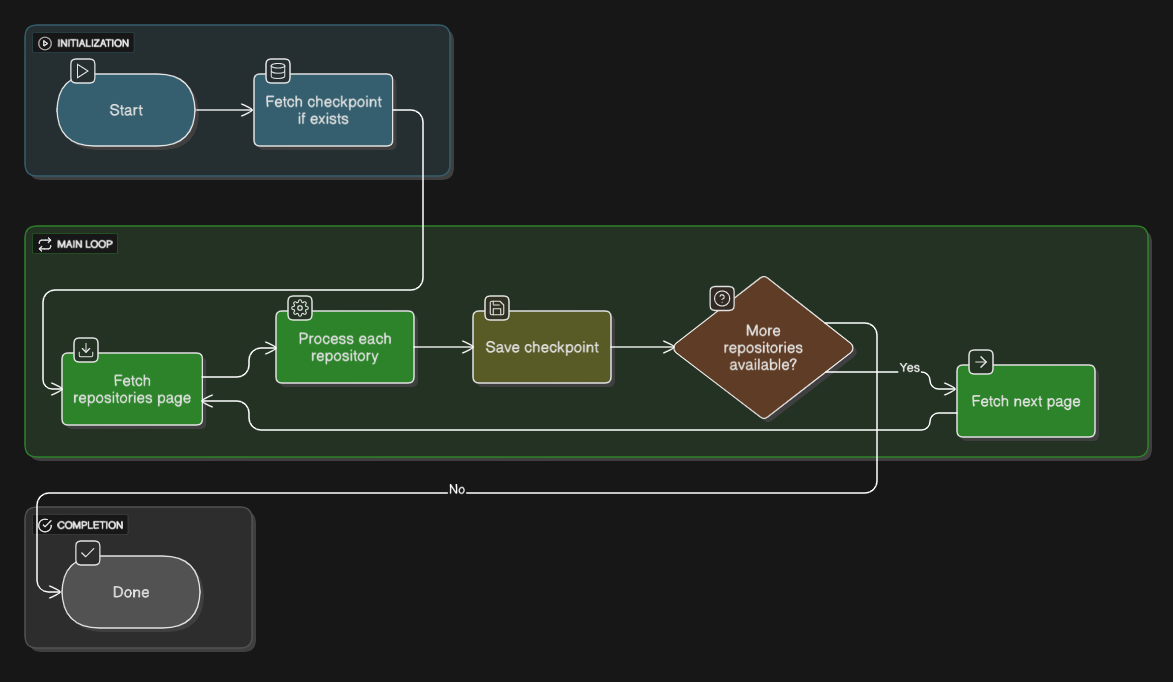 INITIALIZATION
Start
Fetch checkpoint
if exists
MAIN LOOP
Fetch
repositories page
Process each
repository
Save checkpoint
More
repositories
available?
Yes
Fetch next page
No
COMPLETION
Done